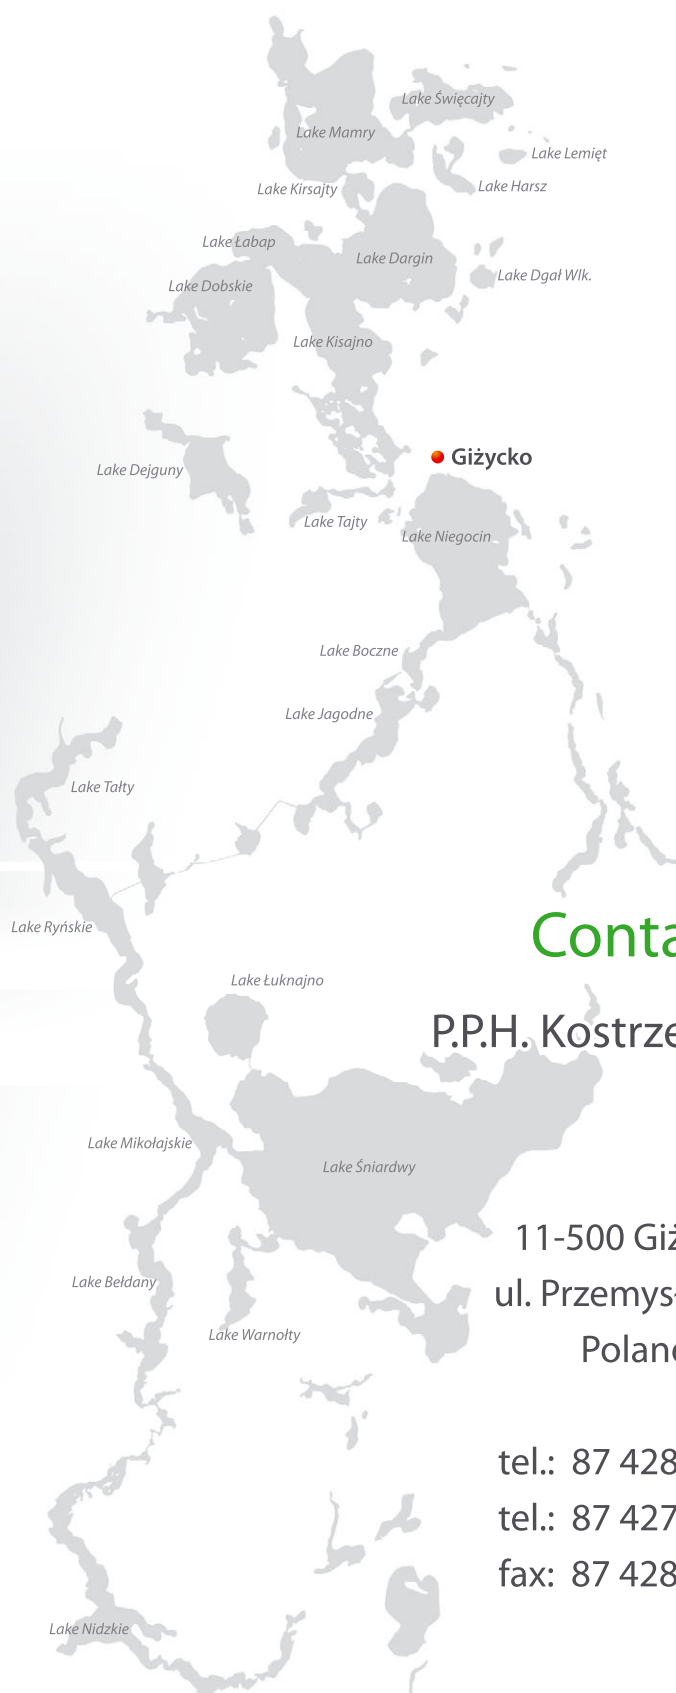 Lake Święcajty
Lake Mamry
Lake Lemięt
Lake Harsz
Lake Kirsajty
Lake Łabap
Lake Dargin
Lake Dgał Wlk.
Lake Dobskie
Lake Kisajno
Giżycko
Lake Dejguny
Lake Tajty
Lake Niegocin
Lake Boczne
Lake Jagodne
Lake Tałty
Lake Ryńskie
Conta
Lake Łuknajno
P.P.H. Kostrze
Lake Mikołajskie
Lake Śniardwy
11-500 Giż
Lake Bełdany
ul. Przemys
Lake Warnołty
Poland
tel.: 87 428
tel.: 87 427
fax: 87 428
Lake Nidzkie